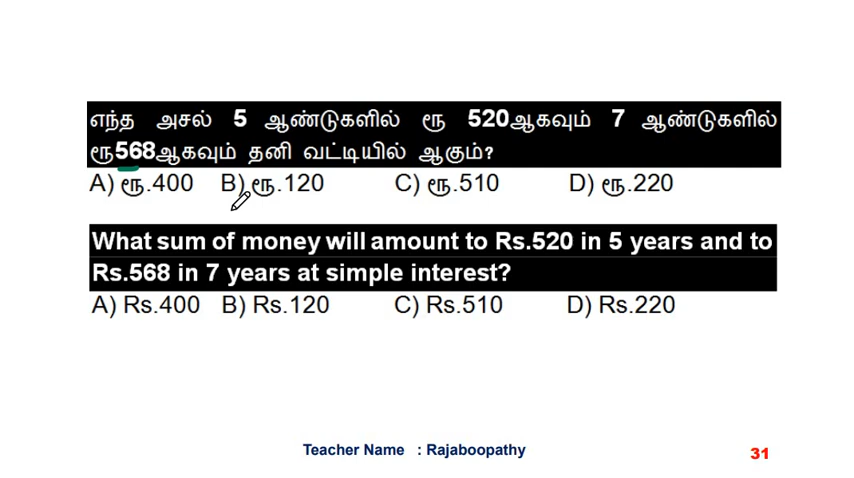 எந்த அசல் 5 ஆண்டுகளில் ரூ 520ஆகவும் 7 ஆண்டுகளில்
ரூ568ஆகவும் தனி வட்டியில் ஆகும்?
A) ரூ.400 B) ரூ.120 C) ரூ.510 D) ரூ.220
What sum of money will amount to Rs.520 in 5 years and to
Rs.568 in 7 years at simple interest?
A) Rs.400 B) Rs.120 C) Rs.510 D) Rs.220
Teacher Name : Rajaboopathy
31